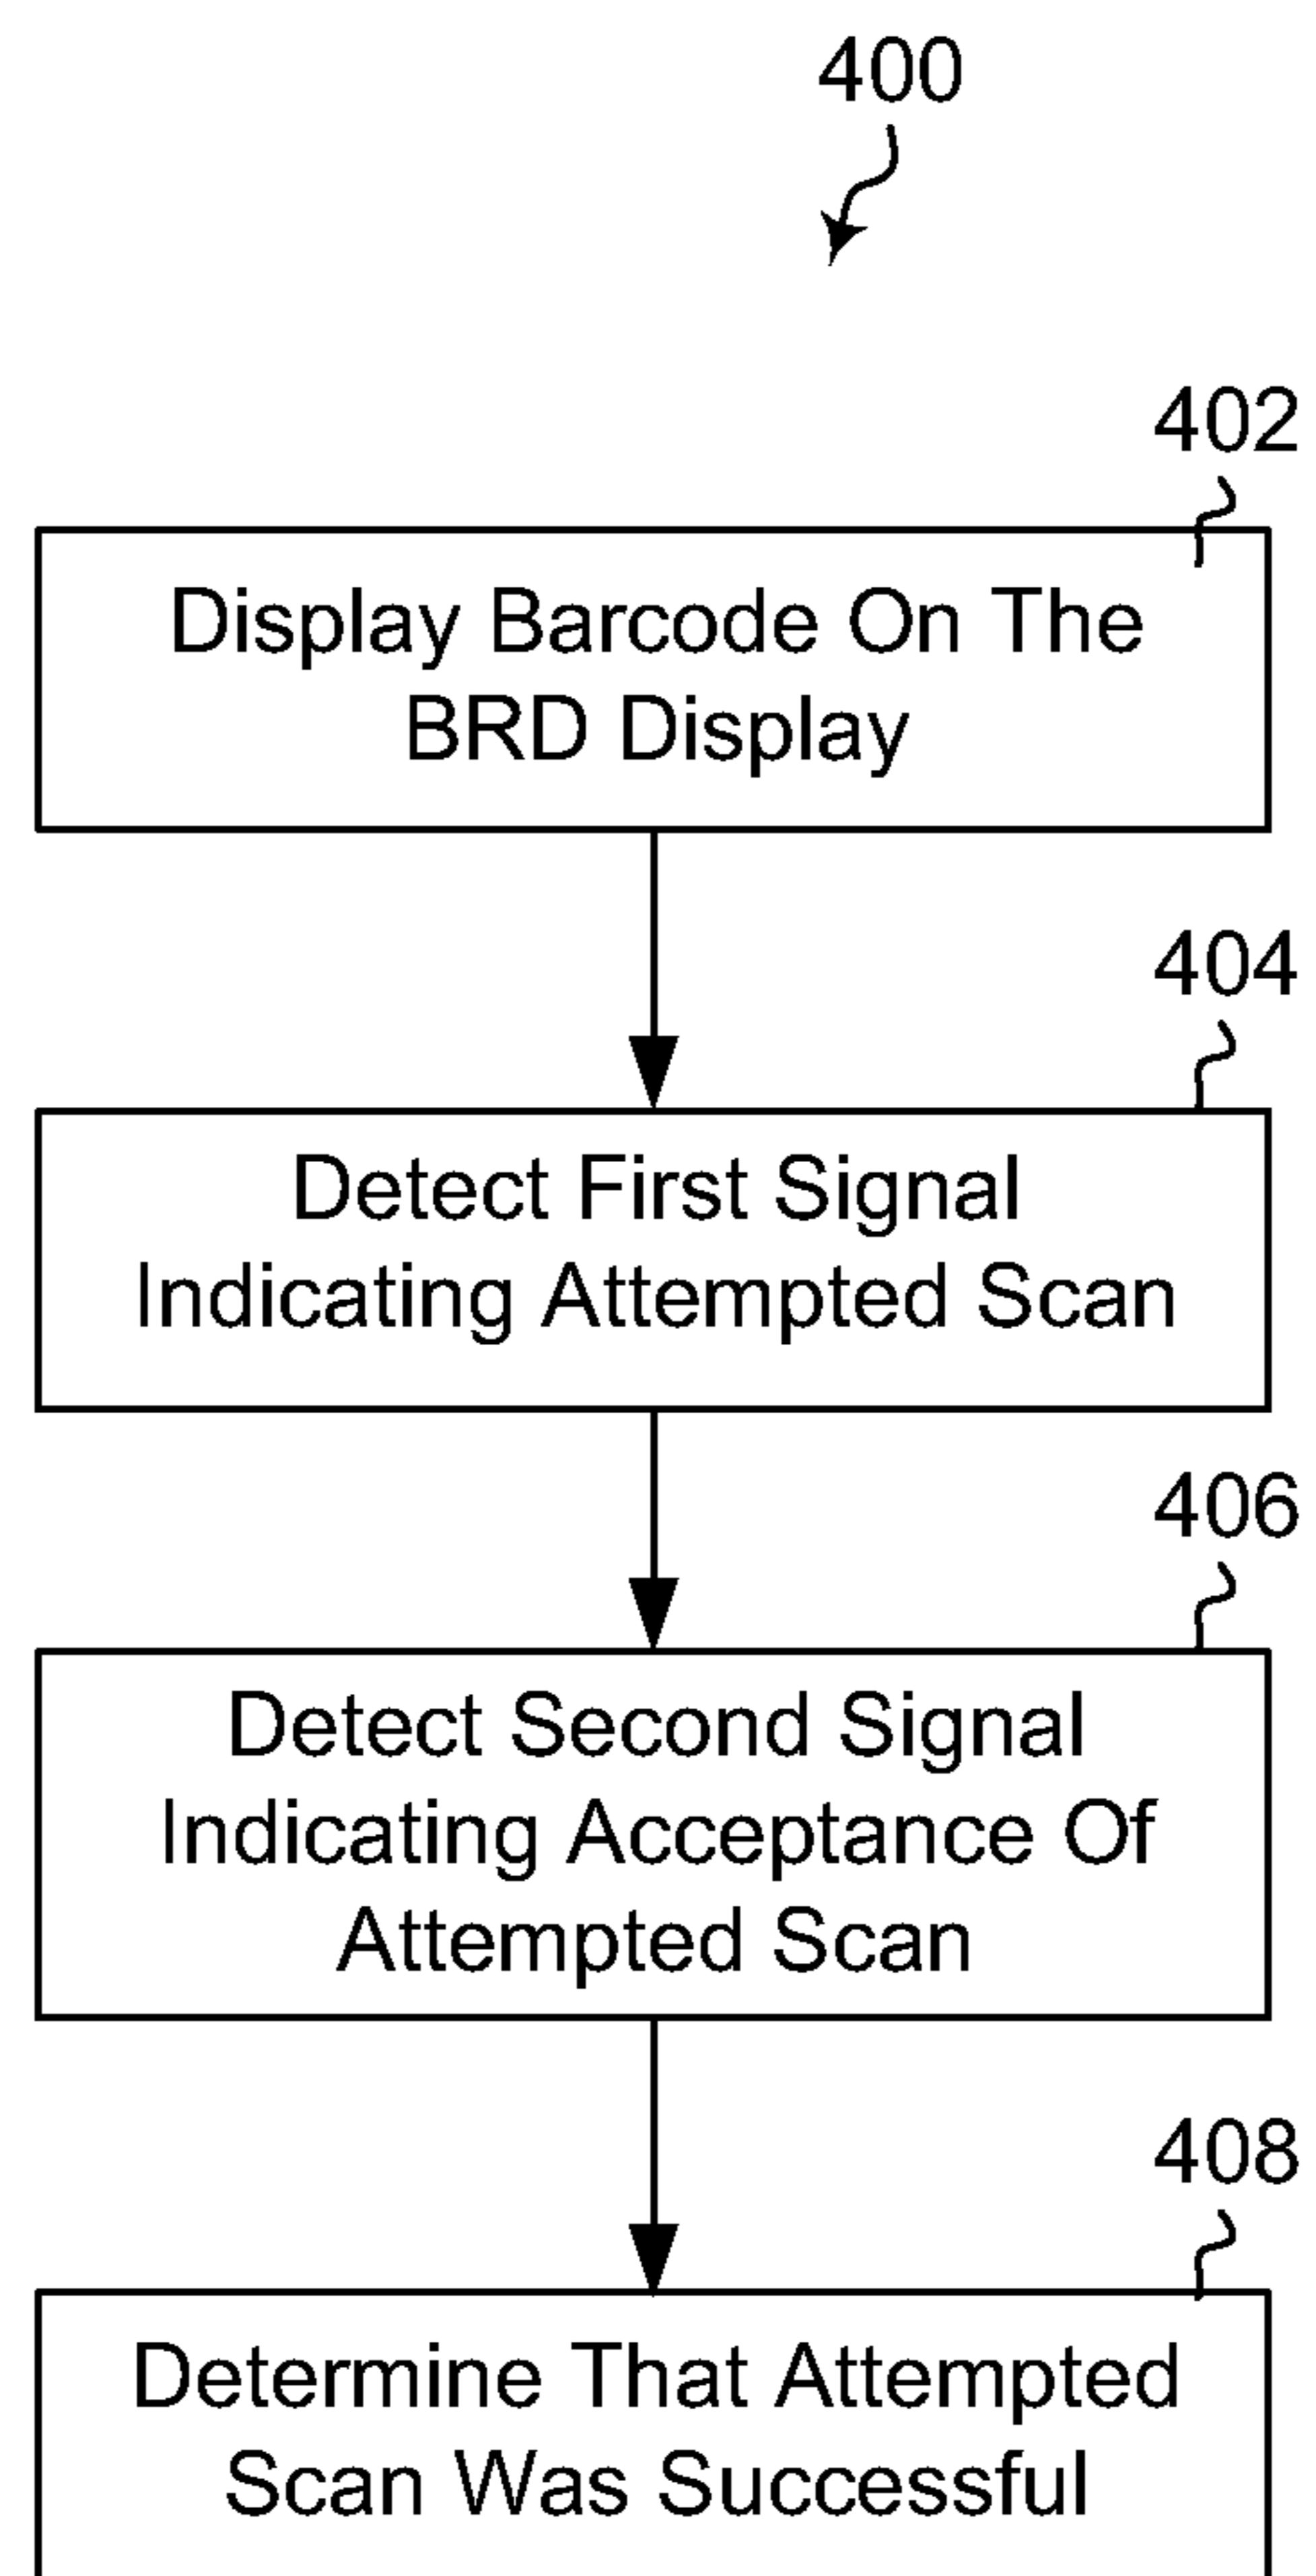 400
402
Display Barcode On The
BRD Display
404
Detect First Signal
Indicating Attempted Scan
406
Detect Second Signal
Indicating Acceptance Of
Attempted Scan
408
Determine That Attempted
Scan Was Successful